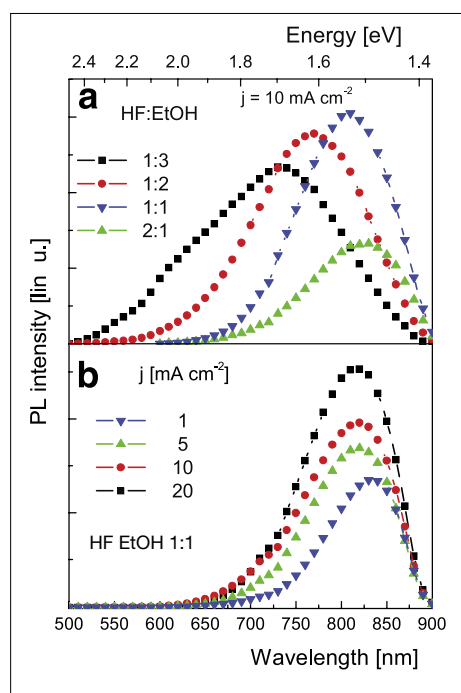 Energy [eV]
2.4 2.2 2.0 1.8 1.6 1.4
a
j = 10 mA cm-2
HF:EtOH
1:3
1:2
1:1
2:1
PL intensity [lin u.]
b
j [mA cm-2]
1
5
10
20
HF EtOH 1:1
500 550 600 650 700 750 800 850 900
Wavelength [nm]